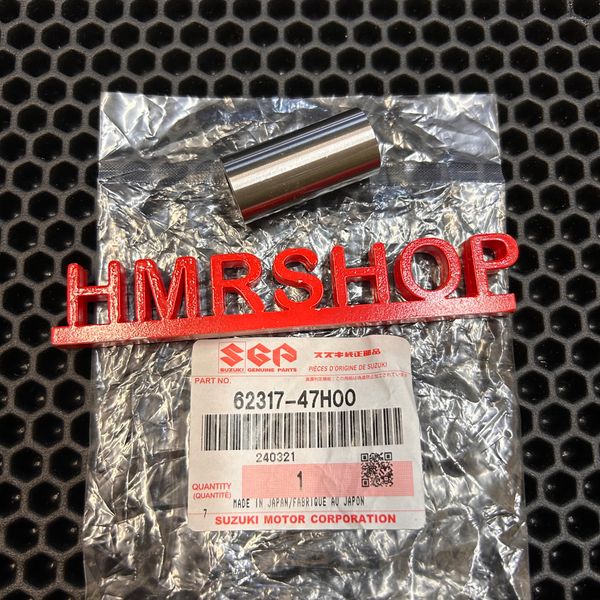 HMRSHOP
SGP スズキ純正部品
SUZUKI GENUINE PARTS PIÈCES D'ORIGINE DE SUZUKI
PART NO.
62317-47H00
240321
QUANTITY 1
(QUANTITÉ)
MADE IN JAPAN/FABRIQUE AU JAPON
7
SUZUKI MOTOR CORPORATION